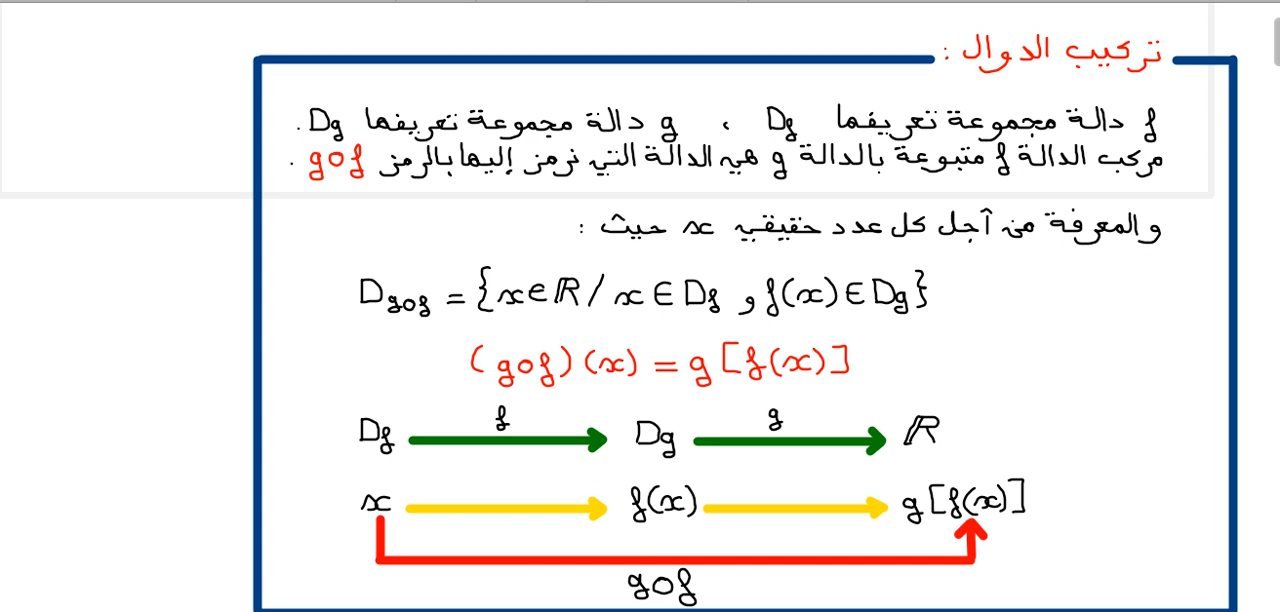 تركيب الدوال :
f دالة مجموعة تعريفها Df ، g دالة مجموعة تعريفها Dg .
مركب الدالة f متبوعة بالدالة g هي الدالة التي نرمز إليها بالرمز gof .
والمعرفة من آجل كل عدد حقيقي x حيث :
Dgof = {x∈ℝ / x∈Df و f(x)∈Dg}
(gof)(x) = g[f(x)]
Df f Dg g ℝ
x f(x) g[f(x)]
gof